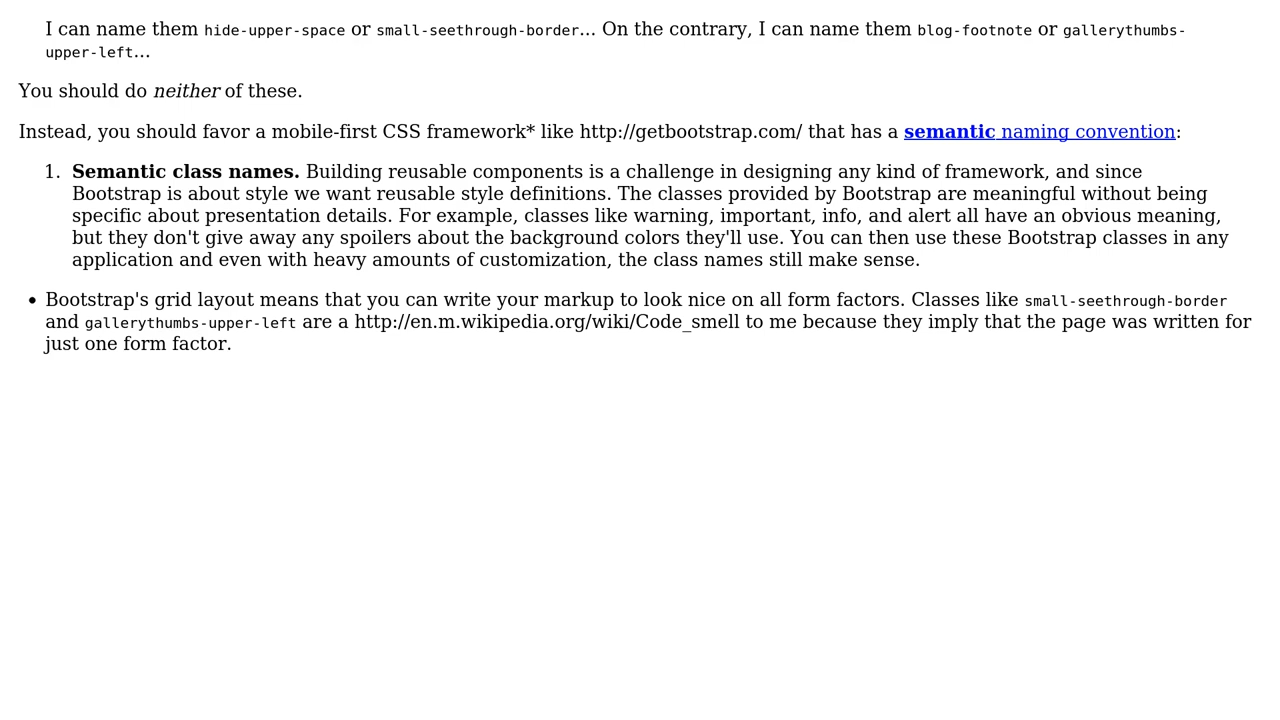 I can name them hide-upper-space or small-seethrough-border... On the contrary, I can name them blog-footnote or gallerythumbs-
upper-left...
You should do neither of these.
Instead, you should favor a mobile-first CSS framework* like http://getbootstrap.com/ that has a semantic naming convention:
1. Semantic class names. Building reusable components is a challenge in designing any kind of framework, and since
Bootstrap is about style we want reusable style definitions. The classes provided by Bootstrap are meaningful without being
specific about presentation details. For example, classes like warning, important, info, and alert all have an obvious meaning,
but they don't give away any spoilers about the background colors they'll use. You can then use these Bootstrap classes in any
application and even with heavy amounts of customization, the class names still make sense.
• Bootstrap's grid layout means that you can write your markup to look nice on all form factors. Classes like small-seethrough-border
and gallerythumbs-upper-left are a http://en.m.wikipedia.org/wiki/Code_smell to me because they imply that the page was written for
just one form factor.